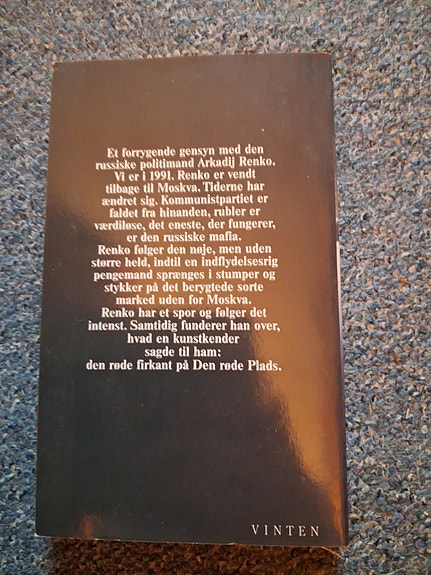 Et forrygende gensyn med den
russiske politimand Arkadij Renko.
Vi er i 1991. Renko er vendt
tilbage til Moskva. Tiderne har
ændret sig. Kommunistpartiet er
faldet fra hinanden, rubler er
værdiløse, det eneste, der fungerer,
er den russiske mafia.
Renko følger den nøje, men uden
større held, indtil en indflydelsesrig
pengemand sprænges i stumper og
stykker på det berygtede sorte
marked uden for Moskva.
Renko har et spor og følger det
intenst. Samtidig funderer han over,
hvad en kunstkender
sagde til ham:
den røde firkant på Den røde Plads.
VINTEN